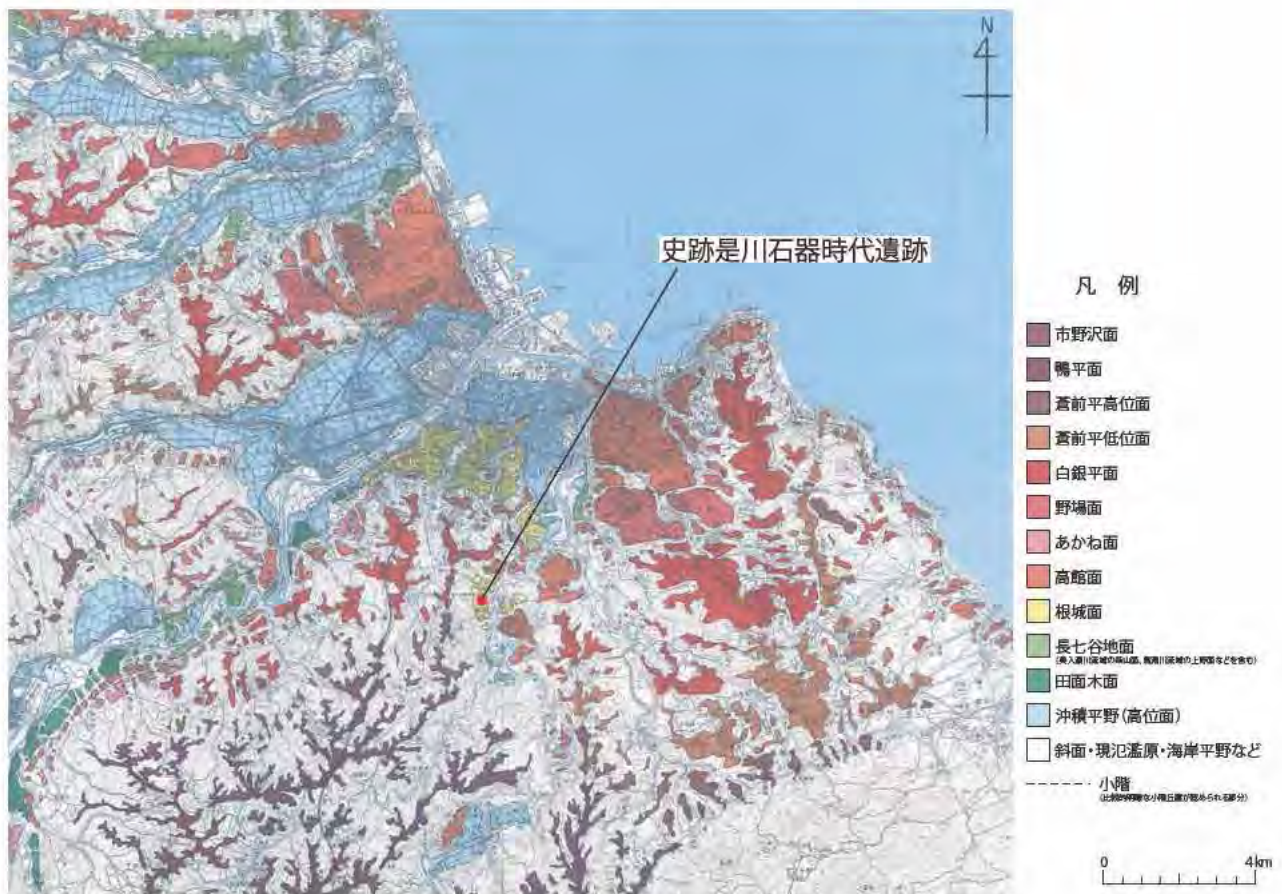 N
史跡是川石器時代遺跡
凡 例
市野沢面
鴨平面
蒼前平高位面
蒼前平低位面
白銀平面
野場面
あかね面
高館面
根城面
長七谷地面
田面木面
沖積平野(高位面)
斜面・現氾濫原・海岸平野など
小階
0 4km